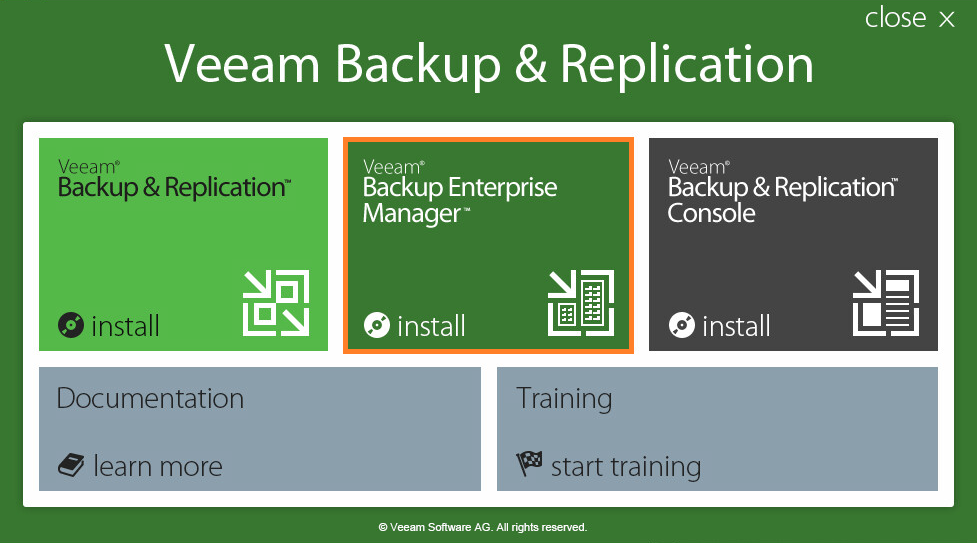 close x
Veeam Backup & Replication
Veeam®
Backup & Replication™
install
Veeam®
Backup Enterprise
Manager™
install
Veeam®
Backup & Replication™
Console
install
Documentation
learn more
Training
start training
© Veeam Software AG. All rights reserved.